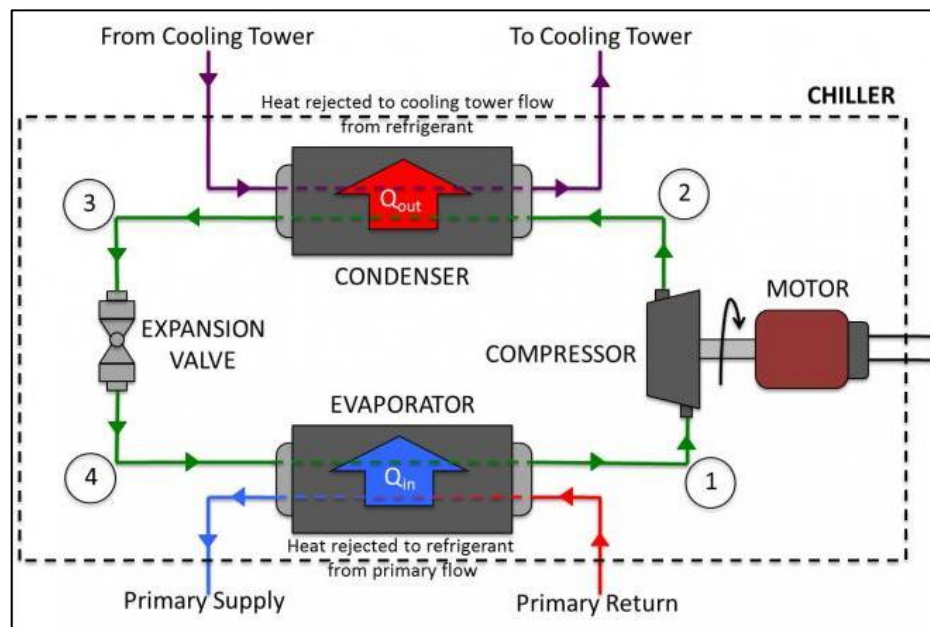 From Cooling Tower
To Cooling Tower
Heat rejected to cooling tower flow
from refrigerant
CHILLER
3
Qout
2
CONDENSER
MOTOR
EXPANSION
VALVE
COMPRESSOR
EVAPORATOR
4
Qin
1
Heat rejected to refrigerant
from primary flow
Primary Supply
Primary Return